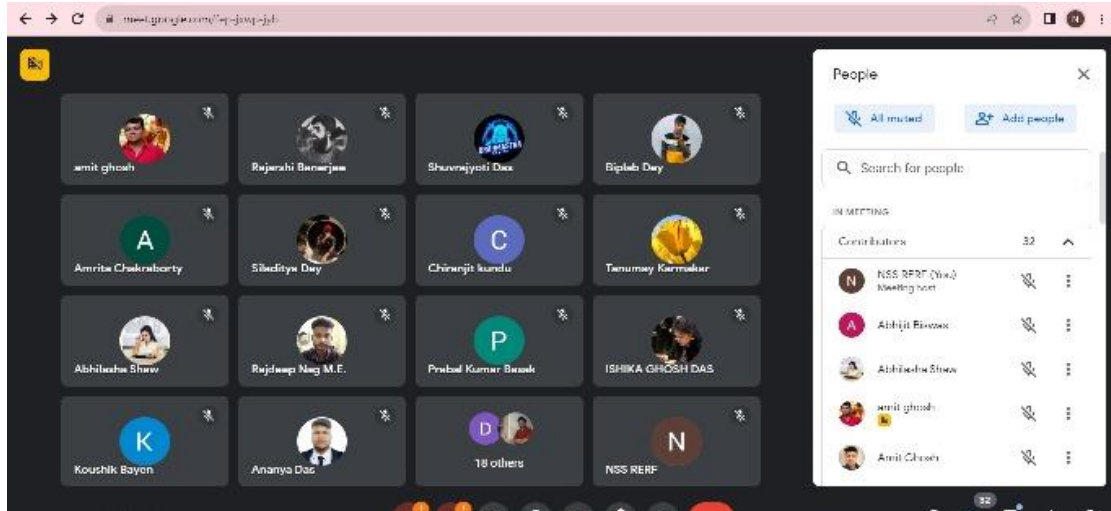 amit ghosh
Rajarshi Banerjee
Shuvrajyoti Das
Biplab Dey
People
All muted
Add people
Search for people
A
Amrita Chakraborty
Siladitya Dey
C
Chiranjit kundu
Tanumay Karmakar
IN MEETING
Contributors 32
N
NSS RERF (You)
Meeting host
A
Abhijit Biswas
Abhilasha Shaw
amit ghosh
Amit Ghosh
Abhilasha Shaw
Rajdeep Nag M.E.
P
Prabal Kumar Basak
ISHIKA GHOSH DAS
K
Koushik Bayen
Ananya Das
D
18 others
N
NSS RERF
32
N